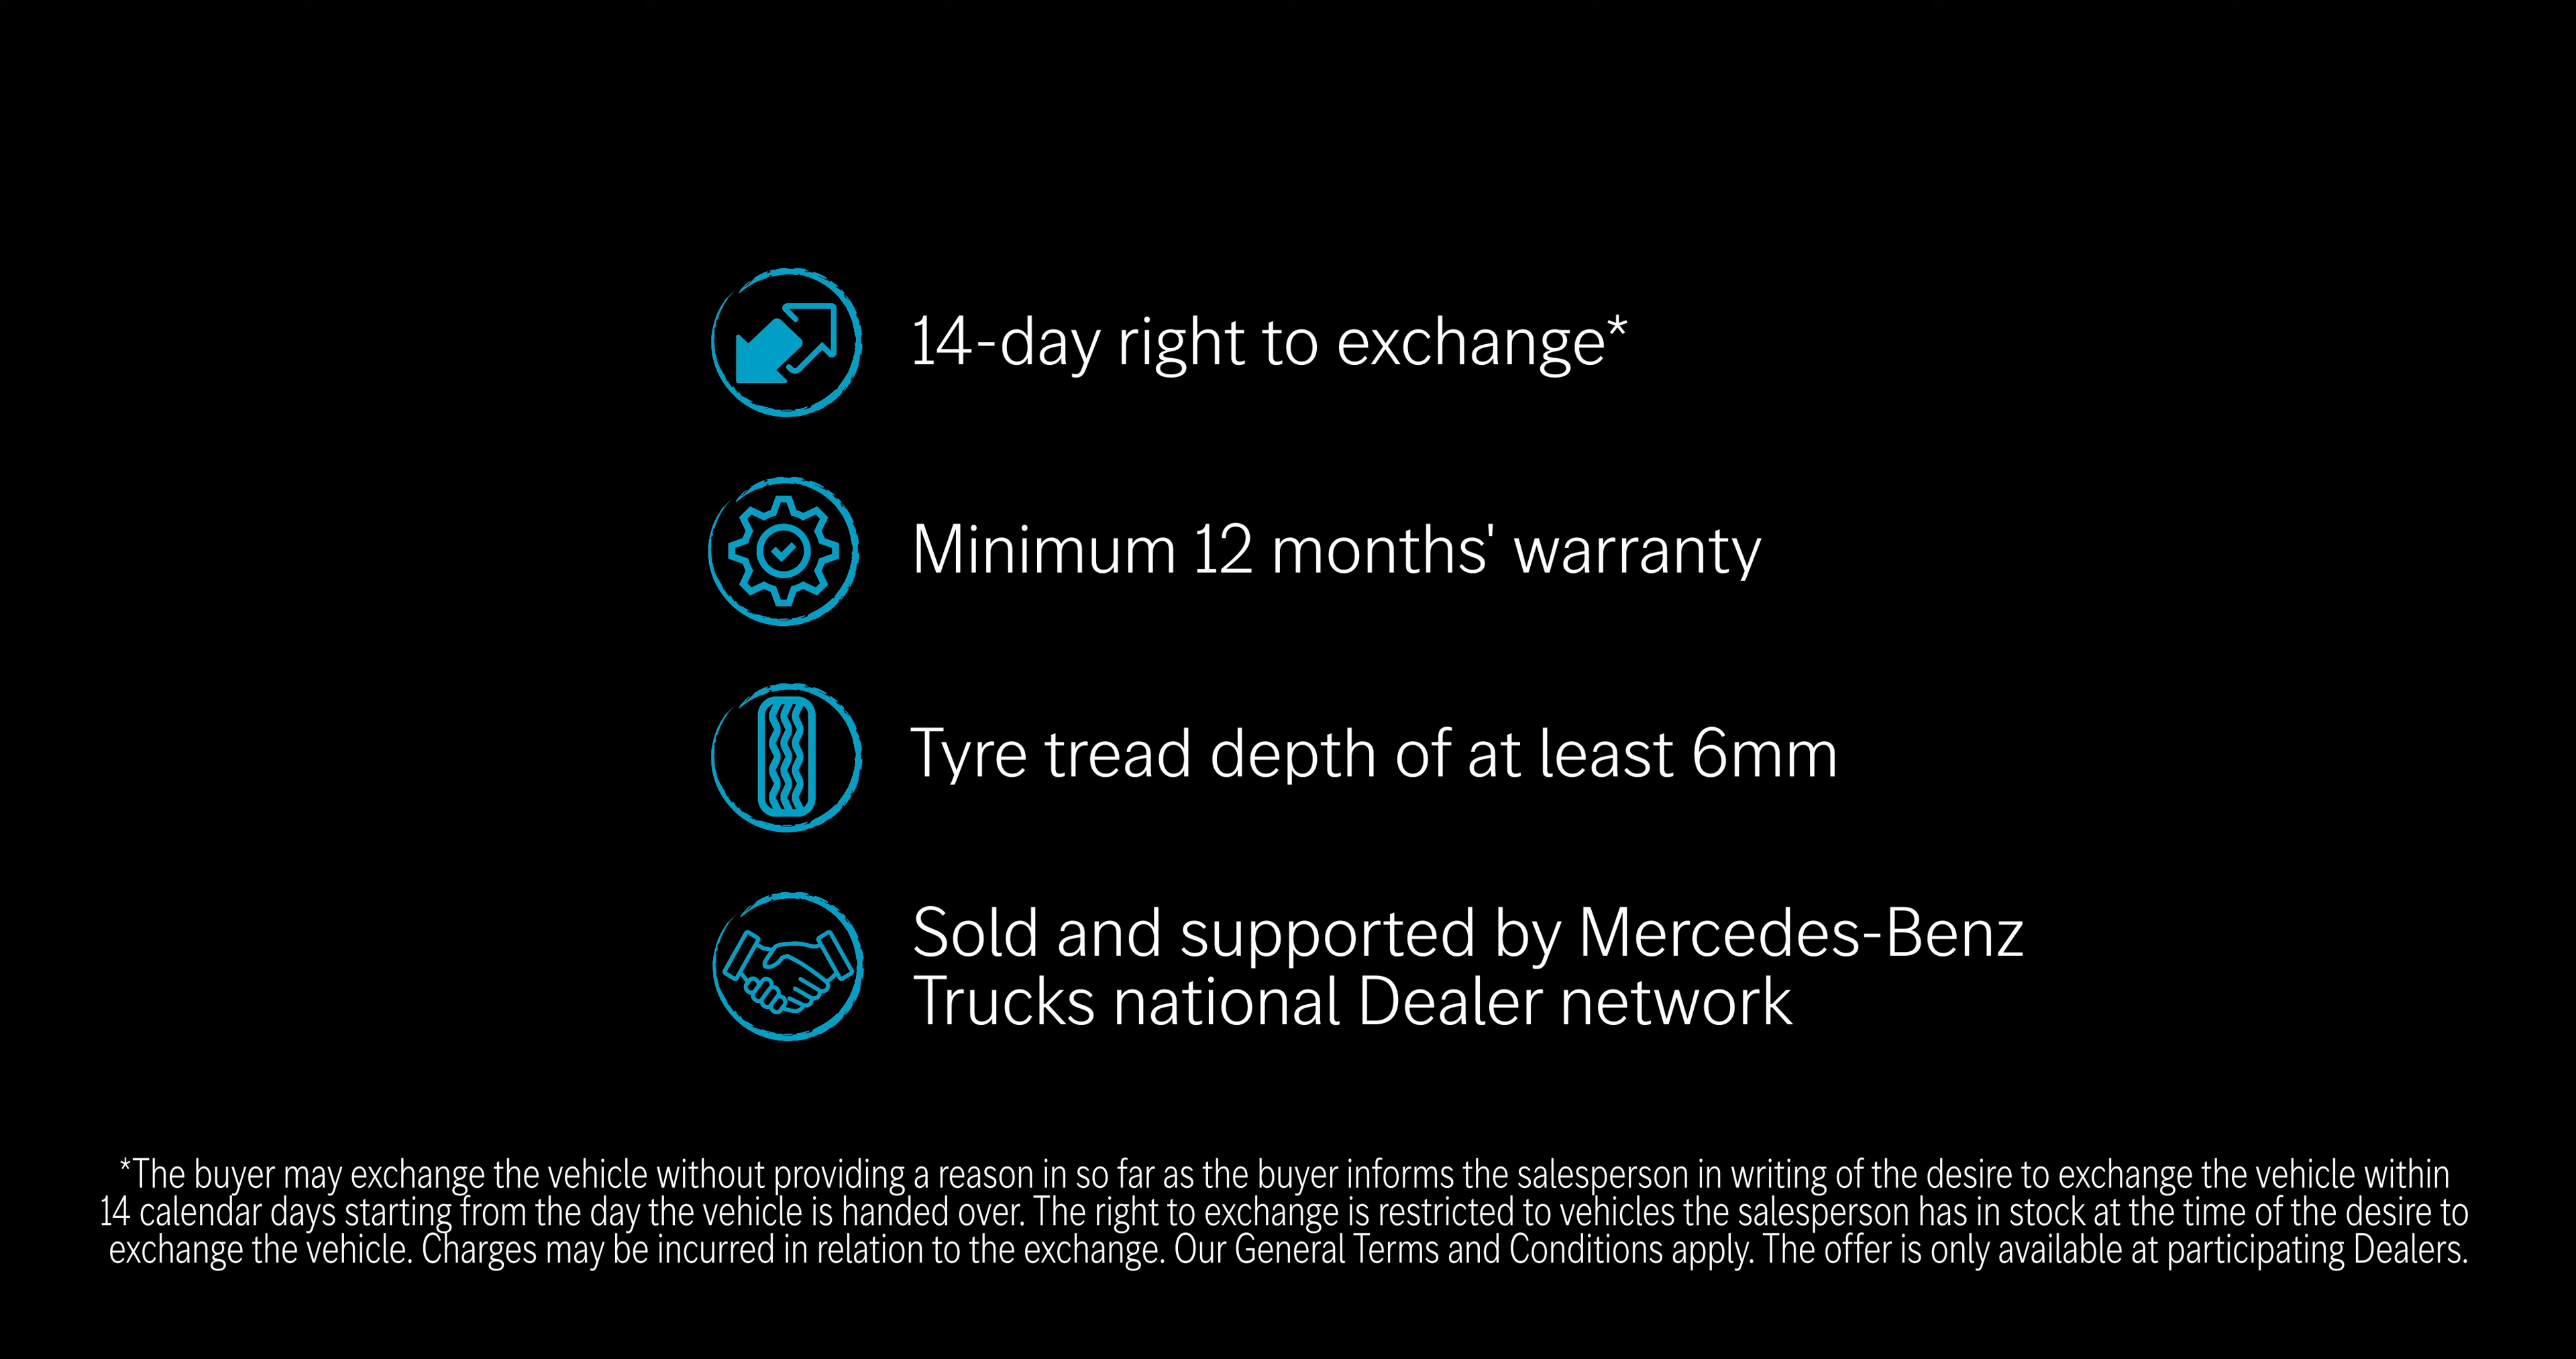 14-day right to exchange*
Minimum 12 months' warranty
Tyre tread depth of at least 6mm
Sold and supported by Mercedes-Benz
Trucks national Dealer network
*The buyer may exchange the vehicle without providing a reason in so far as the buyer informs the salesperson in writing of the desire to exchange the vehicle within
14 calendar days starting from the day the vehicle is handed over. The right to exchange is restricted to vehicles the salesperson has in stock at the time of the desire to
exchange the vehicle. Charges may be incurred in relation to the exchange. Our General Terms and Conditions apply. The offer is only available at participating Dealers.